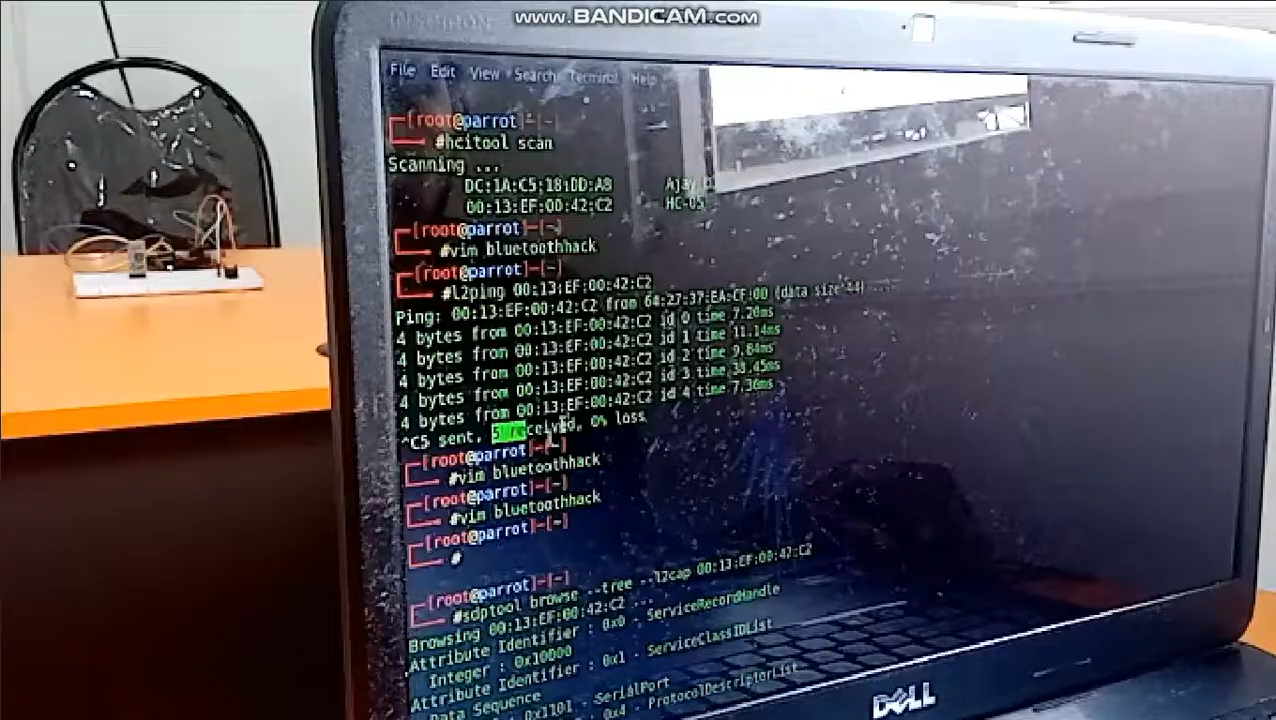 www.BANDICAM.com
INSPIRON
File Edit View Search Terminal Help
[root@parrot]-[~]
#hcitool scan
Scanning ...
DC:1A:C5:18:DD:A8 Ajay
00:13:EF:00:42:C2 HC-05
[root@parrot]-[~]
#vim bluetoothhack
[root@parrot]-[~]
#l2ping 00:13:EF:00:42:C2
Ping: 00:13:EF:00:42:C2 from 64:27:37:EA:CF:00 (data size 44) ...
4 bytes from 00:13:EF:00:42:C2 id 0 time 7.20ms
4 bytes from 00:13:EF:00:42:C2 id 1 time 11.14ms
4 bytes from 00:13:EF:00:42:C2 id 2 time 9.84ms
4 bytes from 00:13:EF:00:42:C2 id 3 time 38.45ms
4 bytes from 00:13:EF:00:42:C2 id 4 time 7.36ms
^C5 sent, 5 received, 0% loss
[root@parrot]-[~]
#vim bluetoothhack
[root@parrot]-[~]
#vim bluetoothhack
[root@parrot]-[~]
#
[root@parrot]-[~]
#sdptool browse --tree --l2cap 00:13:EF:00:42:C2
Browsing 00:13:EF:00:42:C2 ...
Attribute Identifier : 0x0 - ServiceRecordHandle
Integer : 0x10000
Attribute Identifier : 0x1 - ServiceClassIDList
Data Sequence
: 0x1101 - SerialPort
: 0x4 - ProtocolDescriptorList
DELL